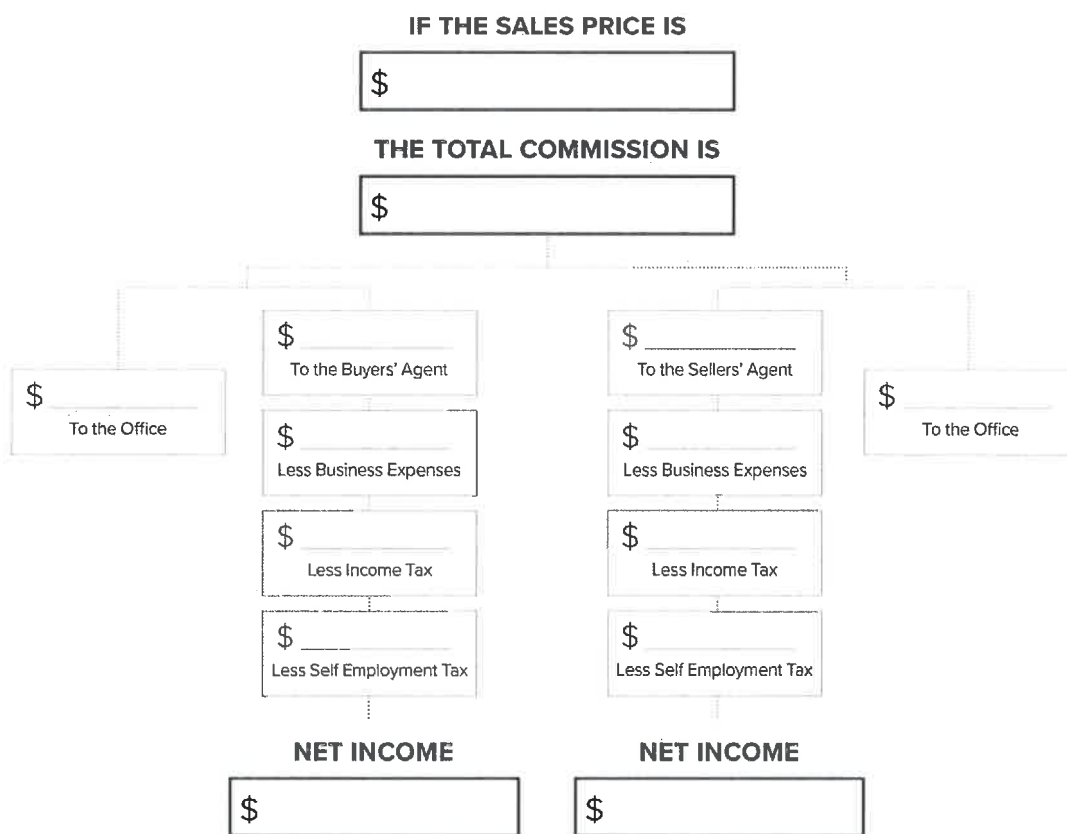 IF THE SALES PRICE IS
$
THE TOTAL COMMISSION IS
$
$
To the Office
$
To the Buyers' Agent
$
Less Business Expenses
$
Less Income Tax
$
Less Self Employment Tax
NET INCOME
$
$
To the Sellers' Agent
$
Less Business Expenses
$
Less Income Tax
$
Less Self Employment Tax
NET INCOME
$
$
To the Office